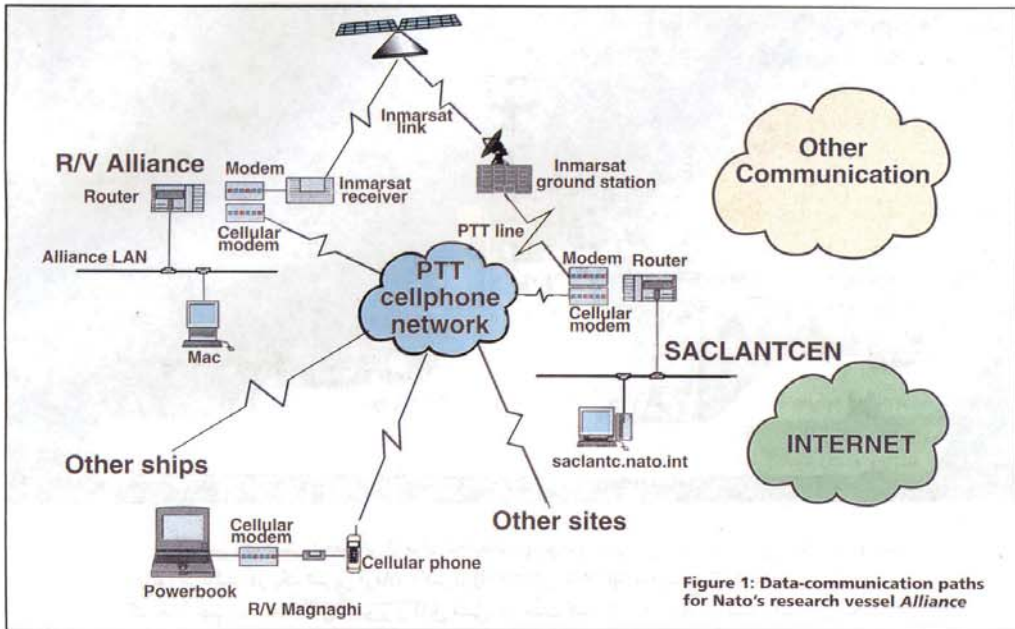 Inmarsat
link
R/V Alliance
Router
Modem
Cellular
modem
Inmarsat
receiver
Inmarsat
ground station
Other
Communication
PTT line
Alliance LAN
Mac
PTT
cellphone
network
Modem
Cellular
modem
Router
SACLANTCEN
saclantc.nato.int
INTERNET
Other ships
Other sites
Powerbook
Cellular
modem
Cellular phone
R/V Magnaghi
Figure 1: Data-communication paths
for Nato's research vessel Alliance